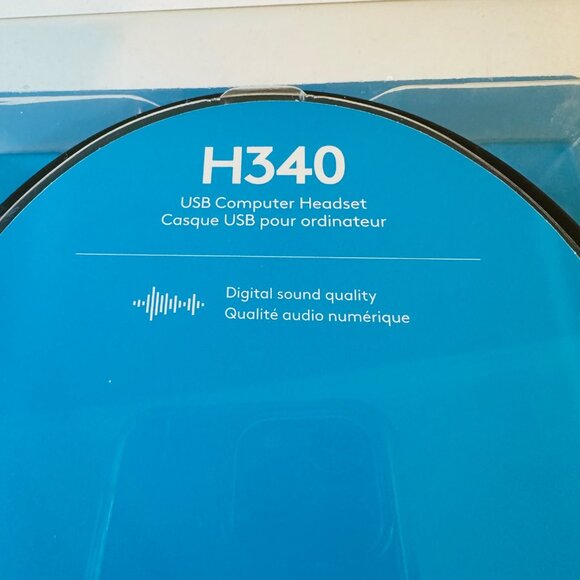 H340
USB Computer Headset
Casque USB pour ordinateur
Digital sound quality
Qualité audio numérique